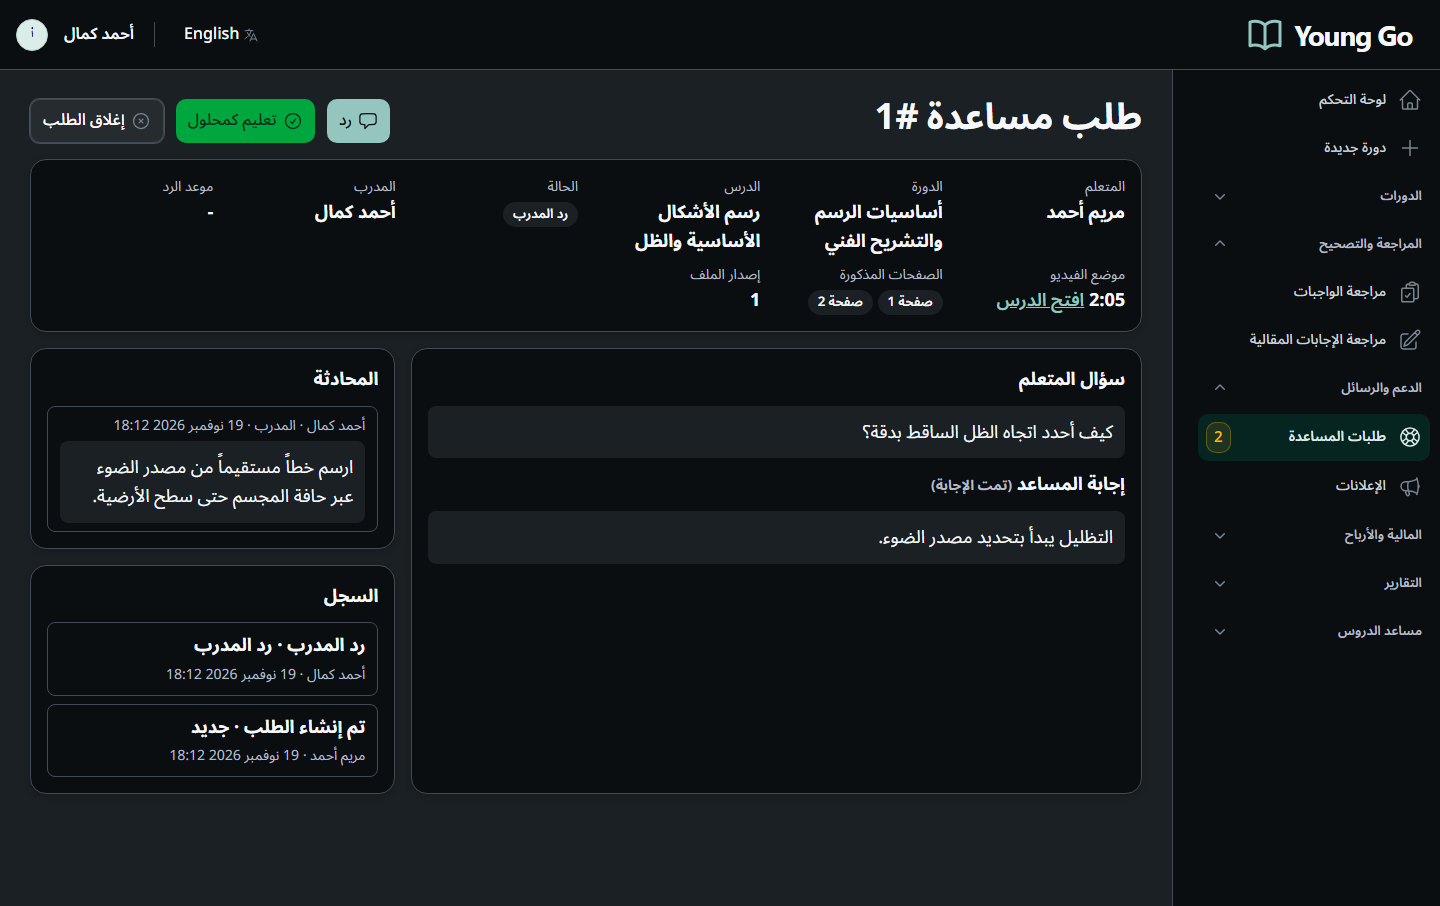 Young Go
English
أحمد كمال
i
لوحة التحكم
دورة جديدة
الدورات
المراجعة والتصحيح
مراجعة الواجبات
مراجعة الإجابات المقالية
الدعم والرسائل
طلبات المساعدة 2
الإعلانات
المالية والأرباح
التقارير
مساعد الدروس
طلب مساعدة #1
رد
تعليم كمحلول
إغلاق الطلب
المتعلم
مريم أحمد
الدورة
أساسيات الرسم
والتشريح الفني
الدرس
رسم الأشكال
الأساسية والظل
الحالة
رد المدرب
المدرب
أحمد كمال
موعد الرد
-
موضع الفيديو
2:05 افتح الدرس
الصفحات المذكورة
صفحة 1 صفحة 2
إصدار الملف
1
سؤال المتعلم
كيف أحدد اتجاه الظل الساقط بدقة؟
إجابة المساعد (تمت الإجابة)
التظليل يبدأ بتحديد مصدر الضوء.
المحادثة
أحمد كمال · المدرب · 19 نوفمبر 2026 18:12
ارسم خطاً مستقيماً من مصدر الضوء
عبر حافة المجسم حتى سطح الأرضية.
السجل
رد المدرب · رد المدرب
أحمد كمال · 19 نوفمبر 2026 18:12
تم إنشاء الطلب · جديد
مريم أحمد · 19 نوفمبر 2026 18:12